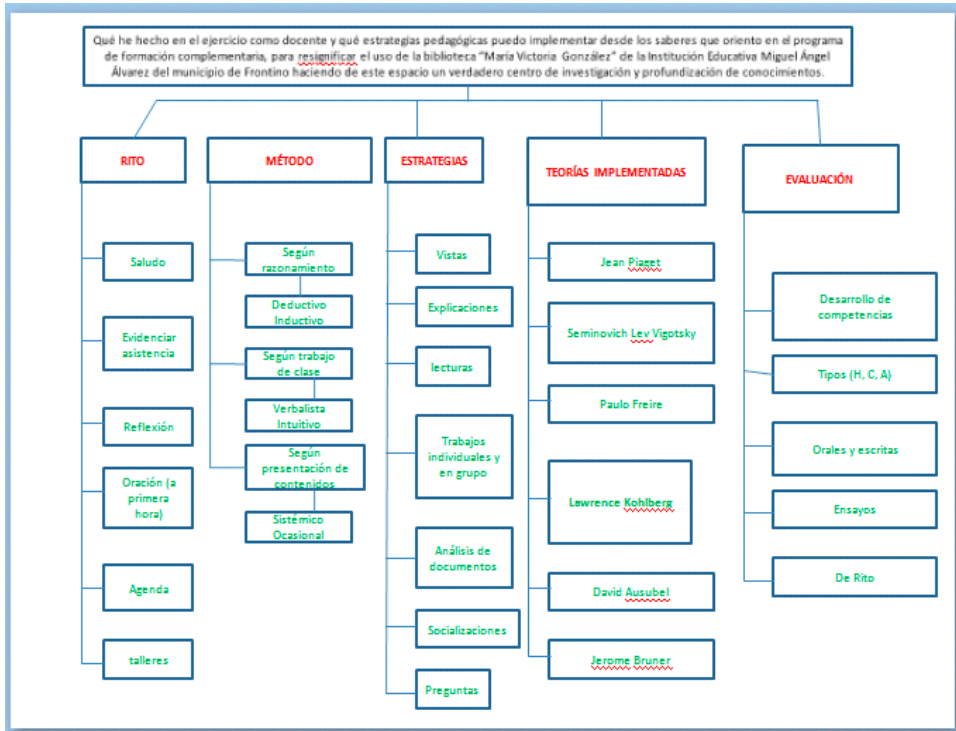 Qué he hecho en el ejercicio como docente y qué estrategias pedagógicas puedo implementar desde los saberes que oriento en el programa
de formación complementaria, para resignificar el uso de la biblioteca "María Victoria González" de la Institución Educativa Miguel Ángel
Álvarez del municipio de Frontino haciendo de este espacio un verdadero centro de investigación y profundización de conocimientos.
RITO
Saludo
Evidenciar
asistencia
Reflexión
Oración (a
primera
hora)
Agenda
talleres
MÉTODO
Según
razonamiento
Deductivo
Inductivo
Según trabajo
de clase
Verbalista
Intuitivo
Según
presentación de
contenidos
Sistémico
Ocasional
ESTRATEGIAS
Vistas
Explicaciones
lecturas
Trabajos
individuales y
en grupo
Análisis de
documentos
Socializaciones
Preguntas
TEORÍAS IMPLEMENTADAS
Jean Piaget
Seminovich Lev Vigotsky
Paulo Freire
Lawrence Kohlberg
David Ausubel
Jerome Bruner
EVALUACIÓN
Desarrollo de
competencias
Tipos (H, C, A)
Orales y escritas
Ensayos
De Rito